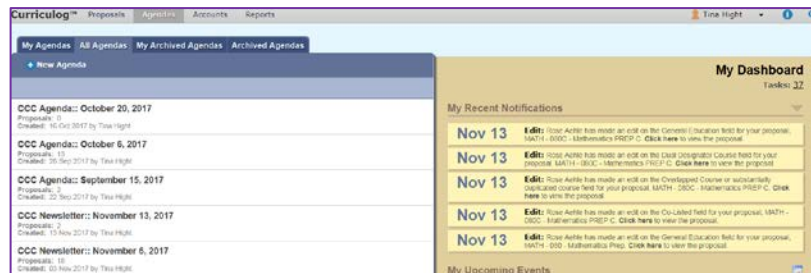 Curriculog™ Proposals Agendas Accounts Reports
Tina Hight
My Agendas All Agendas My Archived Agendas Archived Agendas
+ New Agenda
CCC Agenda:: October 20, 2017
Proposals: 0
Created: 16 Oct 2017 by Tina Hight
CCC Agenda:: October 6, 2017
Proposals: 13
Created: 26 Sep 2017 by Tina Hight
CCC Agenda:: September 15, 2017
Proposals: 2
Created: 22 Sep 2017 by Tina Hight
CCC Newsletter:: November 13, 2017
Proposals: 2
Created: 13 Nov 2017 by Tina Hight
CCC Newsletter:: November 6, 2017
Proposals: 18
Created: 03 Nov 2017 by Tina Hight
My Dashboard
Tasks: 37
My Recent Notifications
Nov 13
Edit: Rose Aehle has made an edit on the General Education field for your proposal,
MATH - 060C - Mathematics PREP C. Click here to view the proposal.
Nov 13
Edit: Rose Aehle has made an edit on the Dual Designator Course field for your
proposal, MATH - 060C - Mathematics PREP C. Click here to view the proposal.
Nov 13
Edit: Rose Aehle has made an edit on the Overlapped Course or substantially
duplicated course field for your proposal, MATH - 060C - Mathematics PREP C. Click
here to view the proposal.
Nov 13
Edit: Rose Aehle has made an edit on the Co-Listed field for your proposal, MATH -
060C - Mathematics PREP C. Click here to view the proposal.
Nov 13
Edit: Rose Aehle has made an edit on the General Education field for your proposal,
MATH - 060 - Mathematics Prep. Click here to view the proposal.
My Upcoming Events